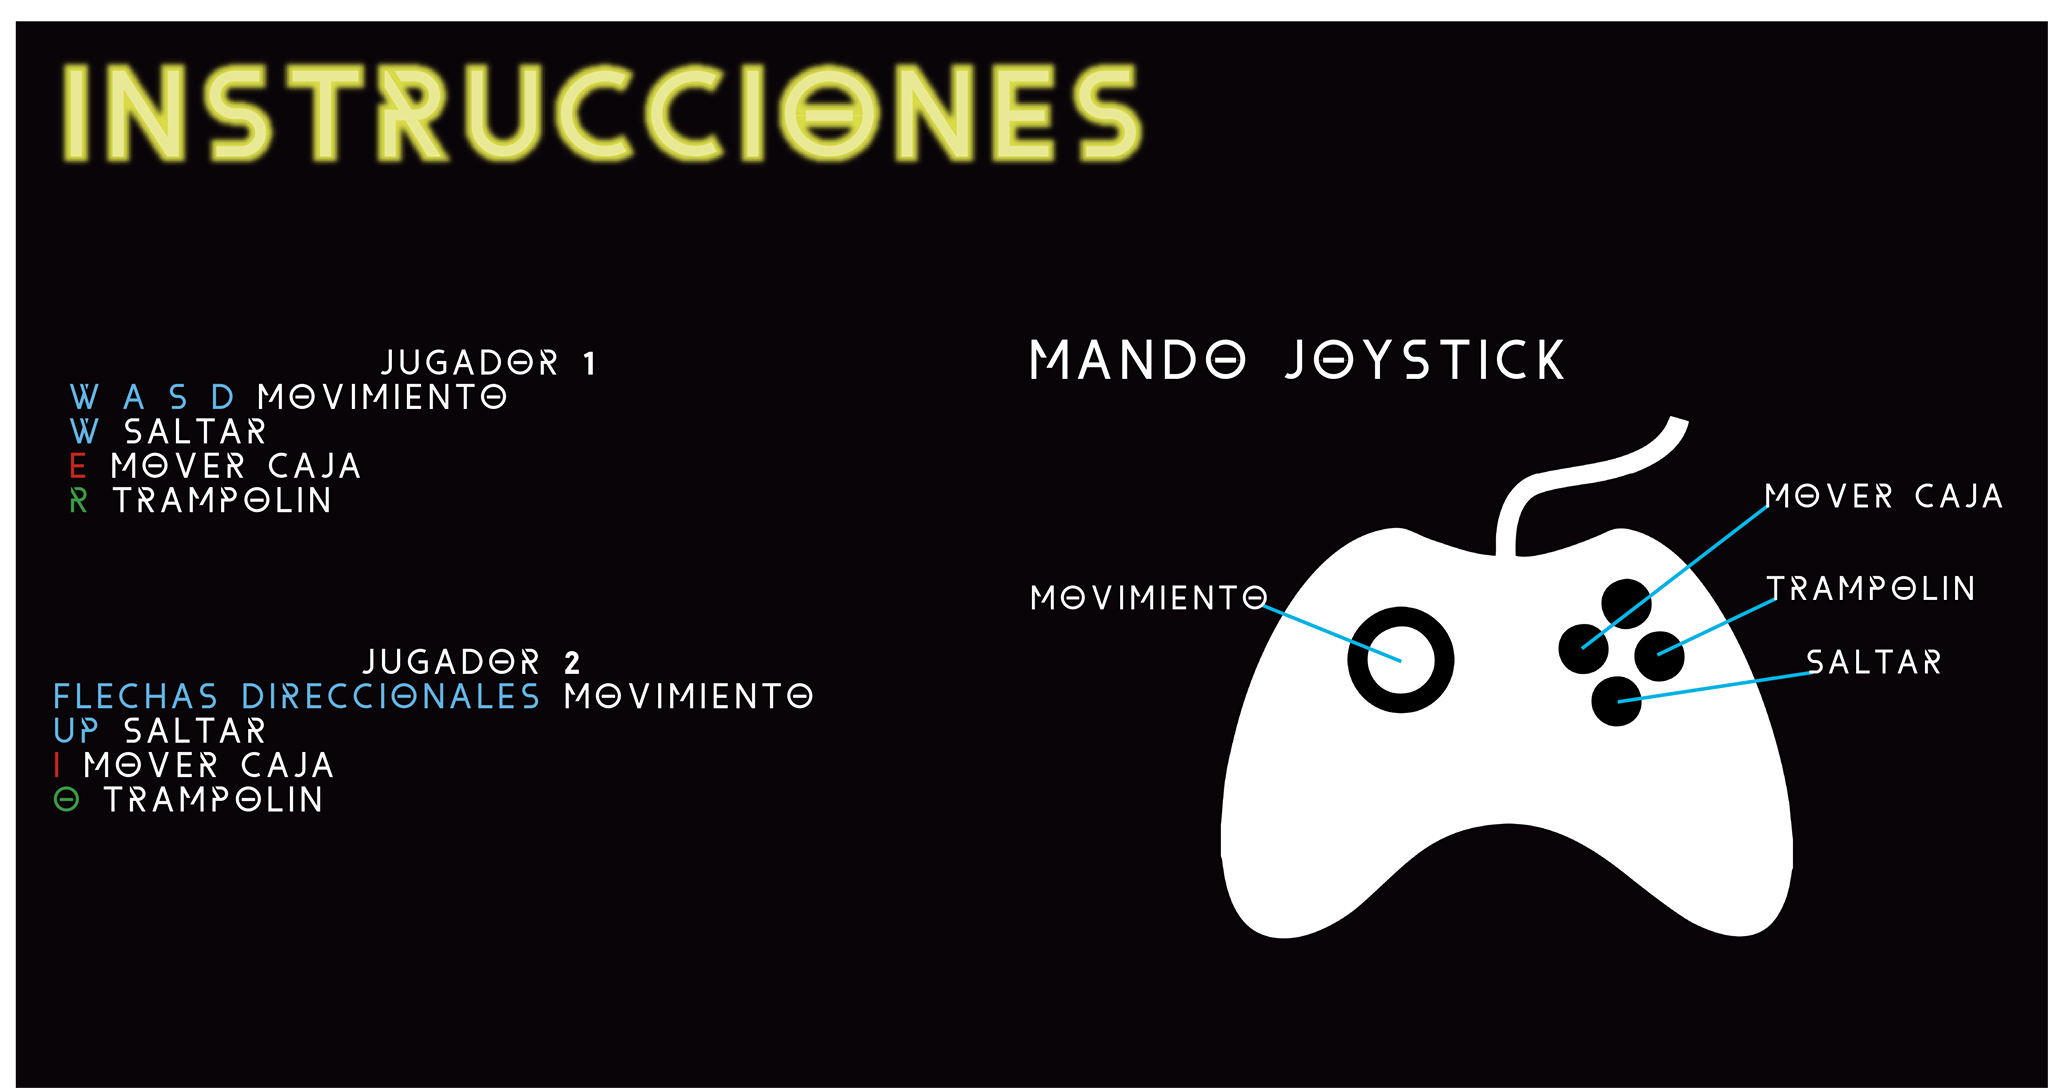 INSTRUCCIONES
JUGADOR 1
W A S D MOVIMIENTO
W SALTAR
E MOVER CAJA
R TRAMPOLIN
JUGADOR 2
FLECHAS DIRECCIONALES MOVIMIENTO
UP SALTAR
I MOVER CAJA
O TRAMPOLIN
MANDO JOYSTICK
MOVER CAJA
MOVIMIENTO
TRAMPOLIN
SALTAR